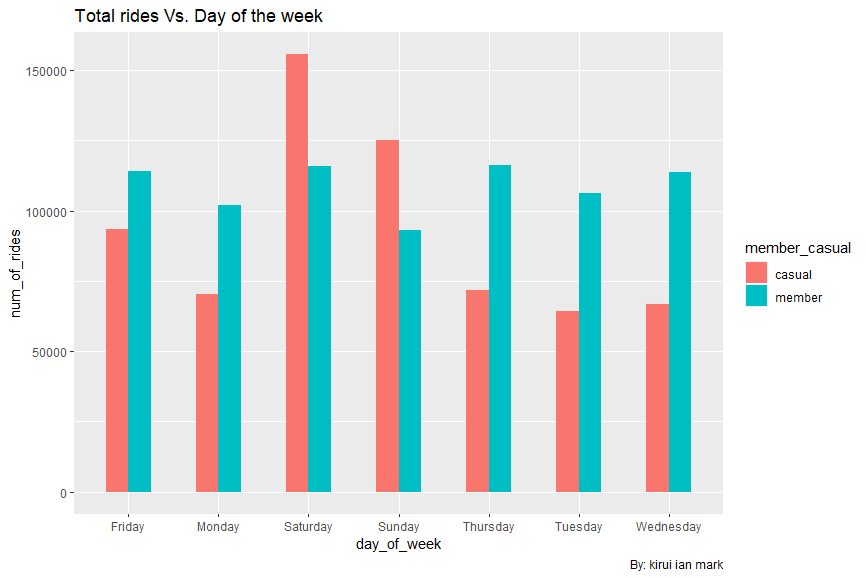 Total rides Vs. Day of the week
num_of_rides
150000
100000
50000
0
Friday Monday Saturday Sunday Thursday Tuesday Wednesday
day_of_week
member_casual
casual
member
By: kirui ian mark